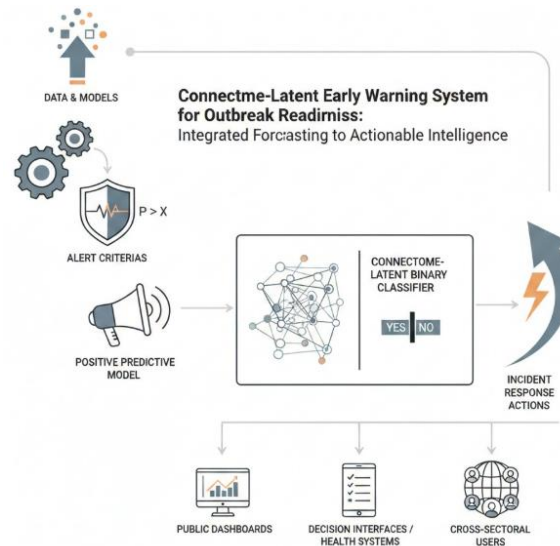 DATA & MODELS
Connectme-Latent Early Warning System
for Outbreak Readimiss:
Integrated Forcasting to Actionable Intelligence
P > X
ALERT CRITERIAS
POSITIVE PREDICTIVE
MODEL
CONNECTOME-
LATENT BINARY
CLASSIFIER
YES NO
INCIDENT
RESPONSE
ACTIONS
PUBLIC DASHBOARDS
DECISION INTERFACES /
HEALTH SYSTEMS
CROSS-SECTORAL
USERS